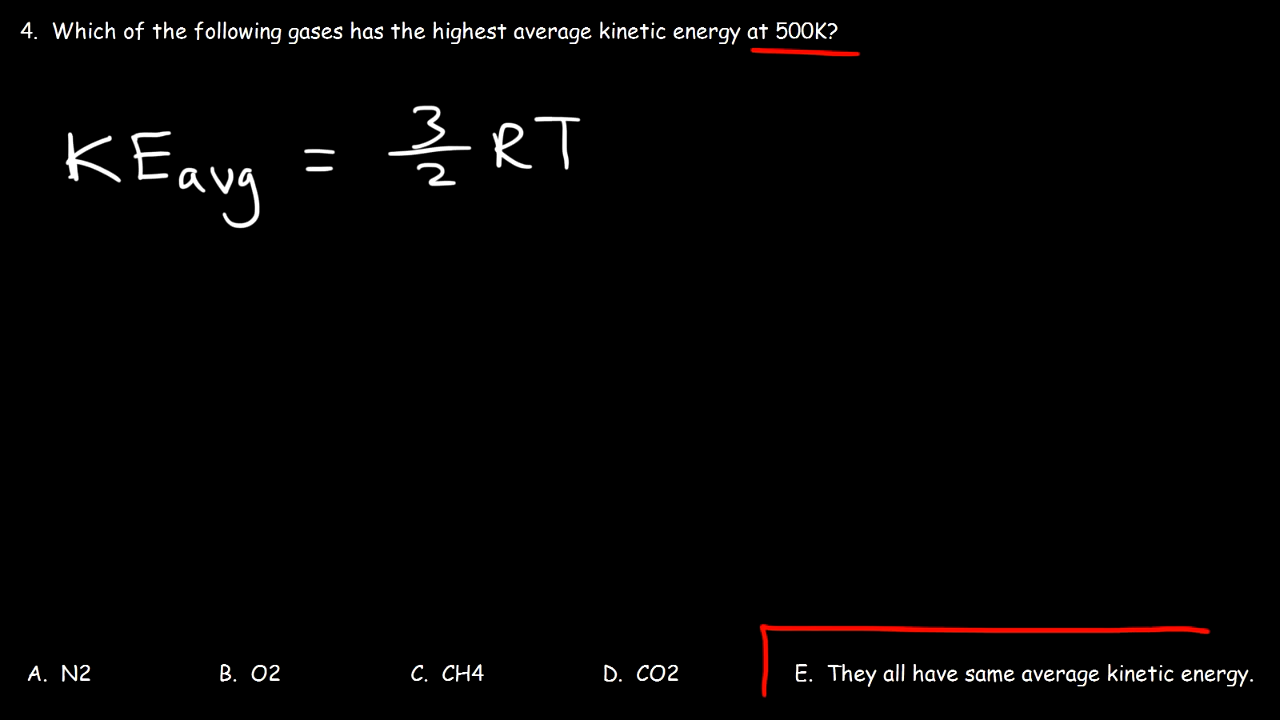 4. Which of the following gases has the highest average kinetic energy at 500K?
KEavg = 3/2 RT
A. N2 B. O2 C. CH4 D. CO2 E. They all have same average kinetic energy.